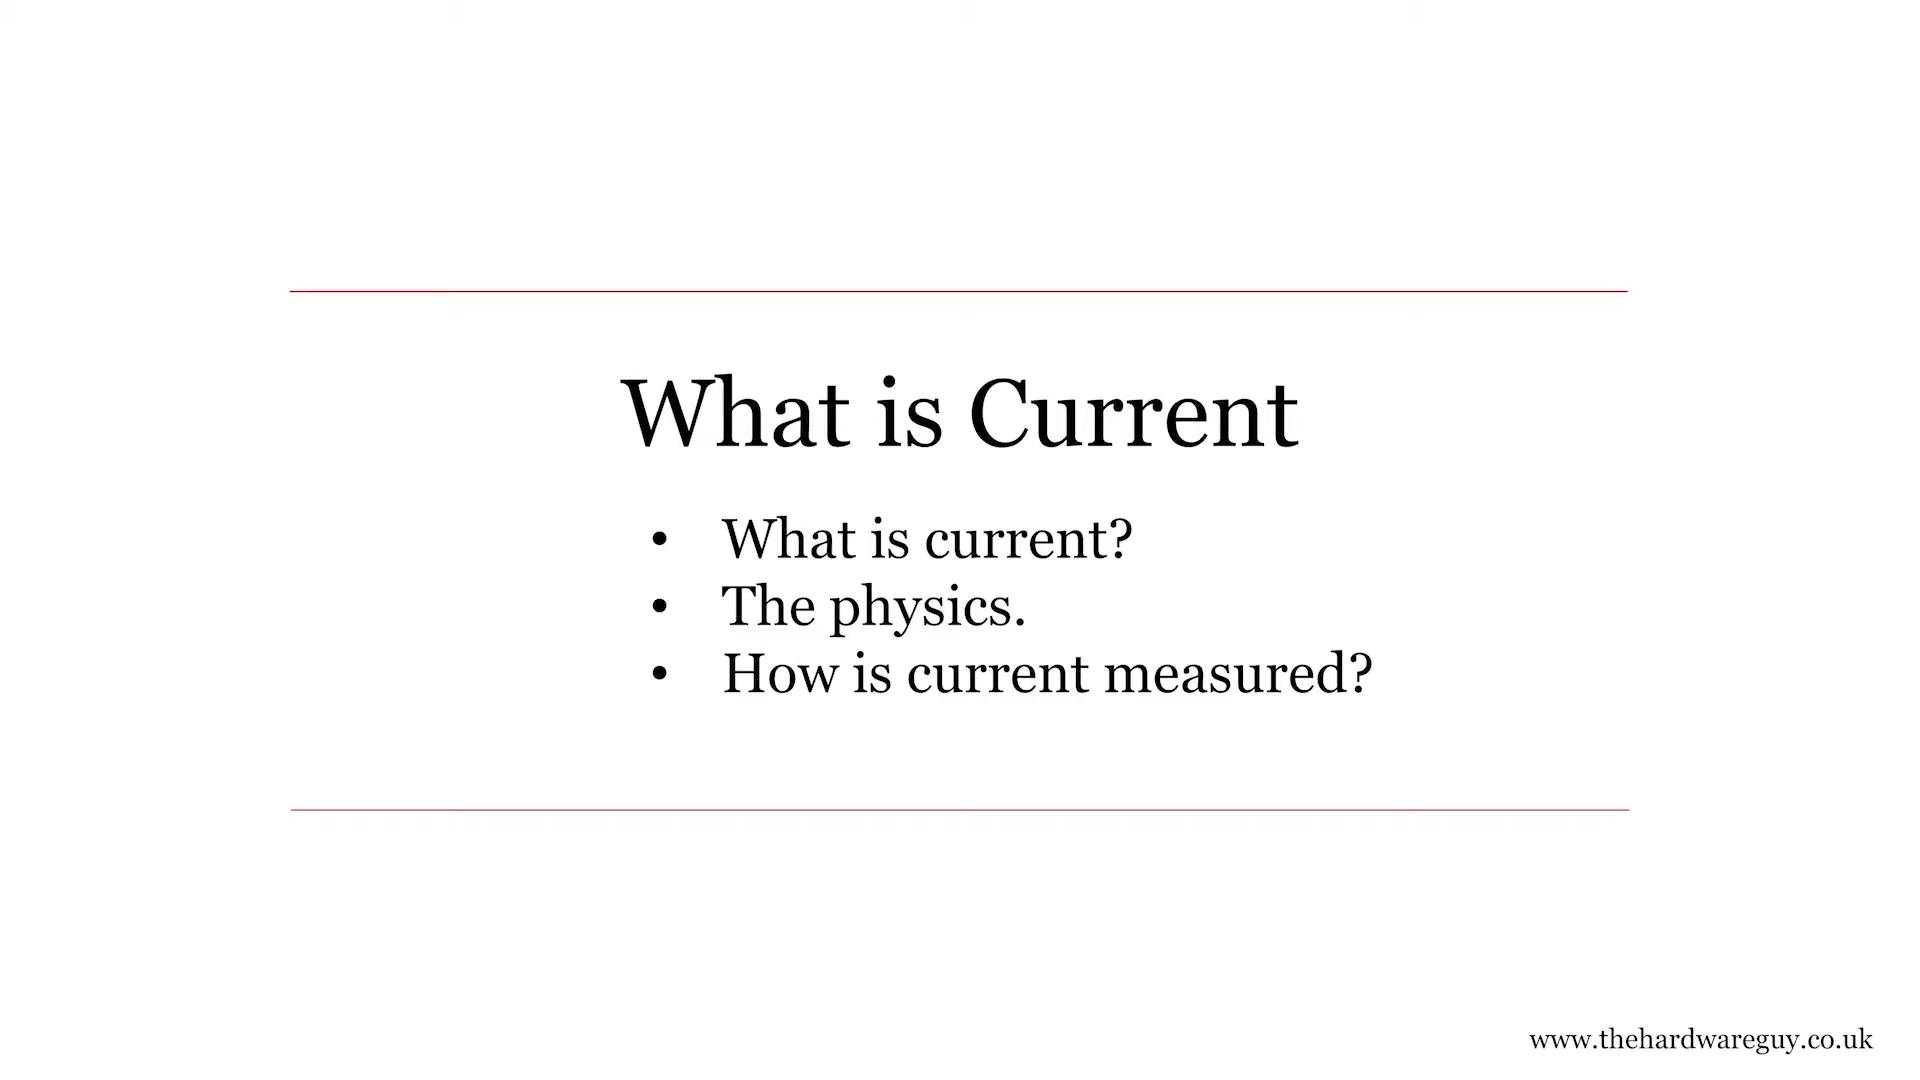 What is Current
• What is current?
• The physics.
• How is current measured?
www.thehardwareguy.co.uk